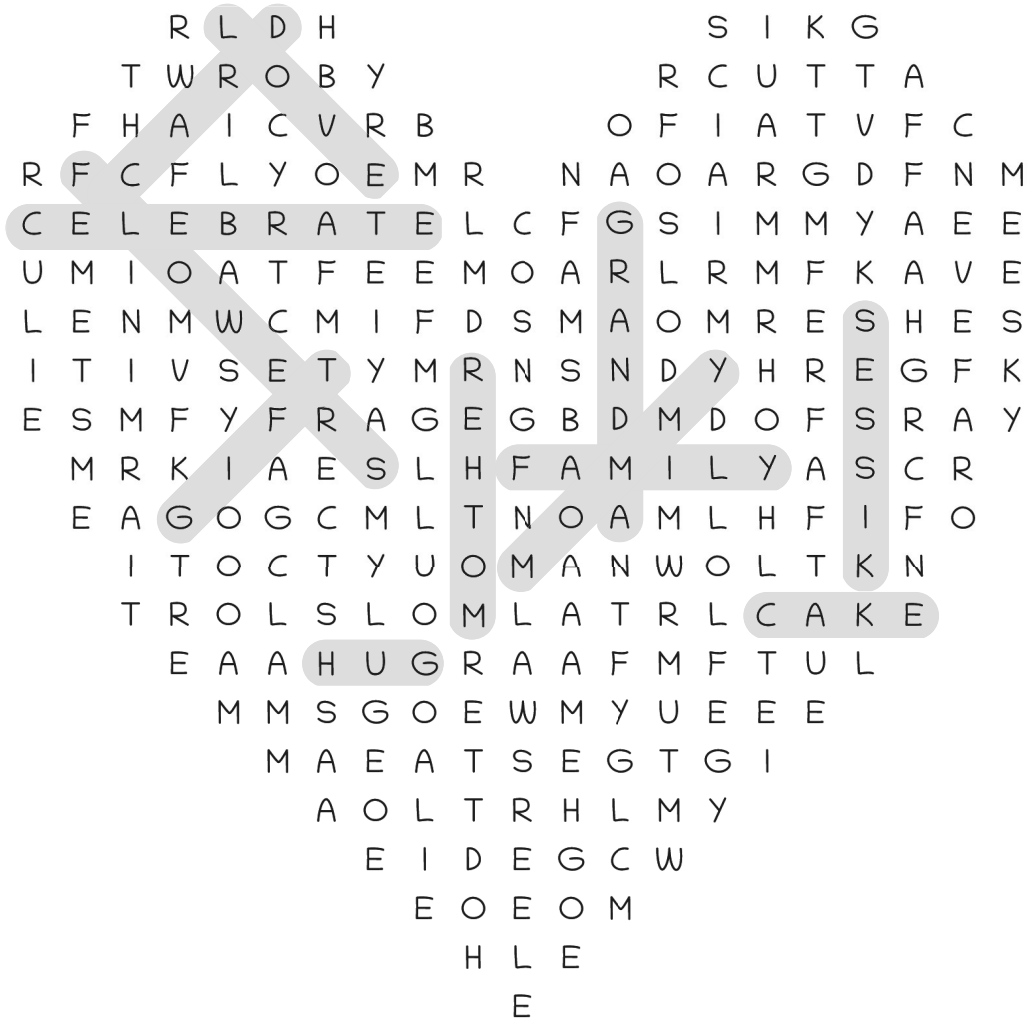 R L D H S I K G
T W R O B Y R C U T T A
F H A I C V R B O F I A T V F C
R F C F L Y O E M R N A O A R G D F N M
C E L E B R A T E L C F G S I M M Y A E E
U M I O A T F E E M O A R L R M F K A V E
L E N M W C M I F D S M A O M R E S H E S
I T I V S E T Y M R N S N D Y H R E G F K
E S M F Y F R A G E G B D M D O F S R A Y
M R K I A E S L H F A M I L Y A S C R
E A G O G C M L T N O A M L H F I F O
I T O C T Y U O M A N W O L T K N
T R O L S L O M L A T R L C A K E
E A A H U G R A A F M F T U L
M M S G O E W M Y U E E E
M A E A T S E G T G I
A O L T R H L M Y
E I D E G C W
E O E O M
H L E
E